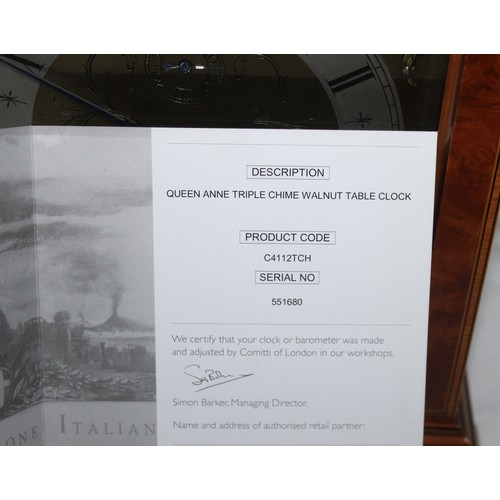 DESCRIPTION
QUEEN ANNE TRIPLE CHIME WALNUT TABLE CLOCK
PRODUCT CODE
C4112TCH
SERIAL NO
551680
We certify that your clock or barometer was made
and adjusted by Comitti of London in our workshops.
Simon Barker, Managing Director.
Name and address of authorised retail partner:
ONE ITALIAN